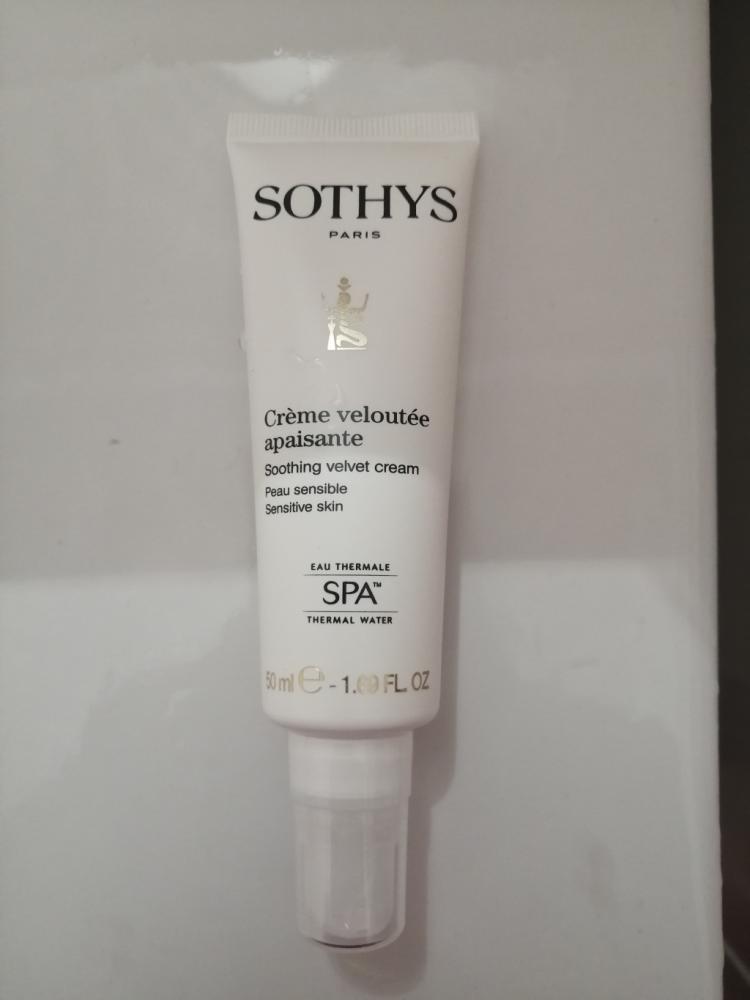 SOTHYS
PARIS
Crème veloutée
apaisante
Soothing velvet cream
Peau sensible
Sensitive skin
EAU THERMALE
SPA™
THERMAL WATER
50 ml ℮ - 1.69 FL. OZ